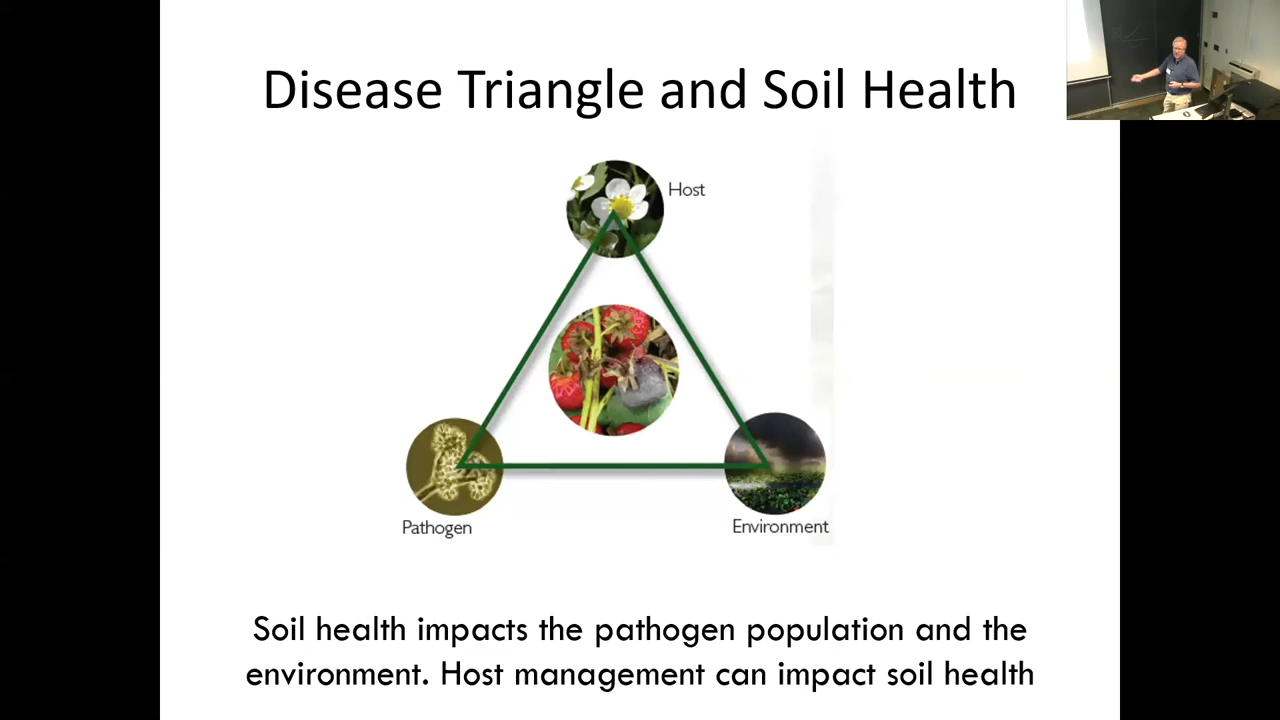 Disease Triangle and Soil Health
Host
Pathogen
Environment
Soil health impacts the pathogen population and the
environment. Host management can impact soil health